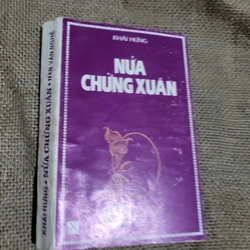 KHÁI HƯNG
NỬA
CHỪNG XUÂN
KHÁI HƯNG • NỬA CHỪNG XUÂN • NXB VĂN NGHỆ